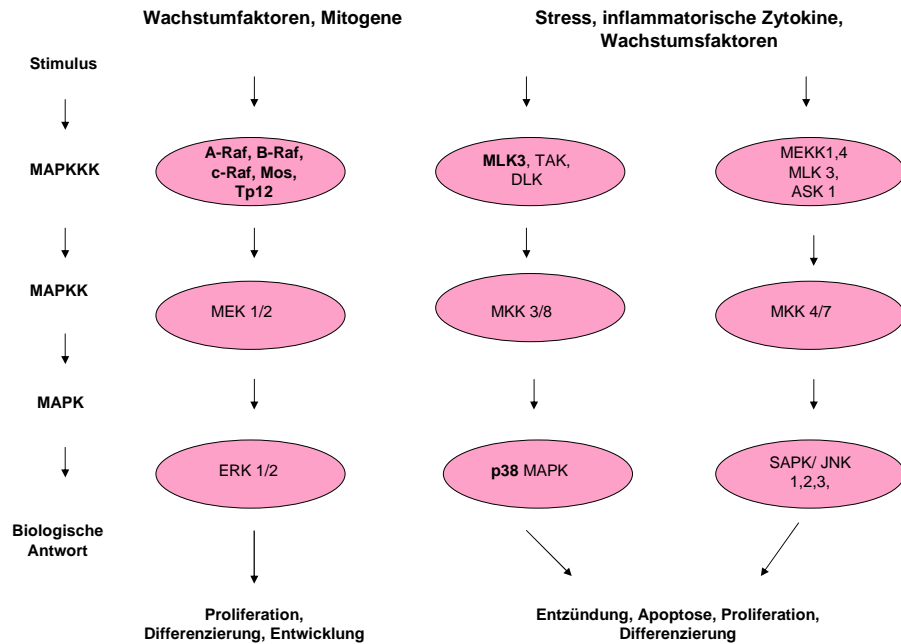 Wachstumfaktoren, Mitogene
Stress, inflammatorische Zytokine,
Wachstumsfaktoren
Stimulus
MAPKKK
A-Raf, B-Raf,
c-Raf, Mos,
Tp12
MLK3, TAK,
DLK
MEKK1,4
MLK 3,
ASK 1
MAPKK
MEK 1/2
MKK 3/8
MKK 4/7
MAPK
ERK 1/2
p38 MAPK
SAPK/ JNK
1,2,3,
Biologische
Antwort
Proliferation,
Differenzierung, Entwicklung
Entzündung, Apoptose, Proliferation,
Differenzierung